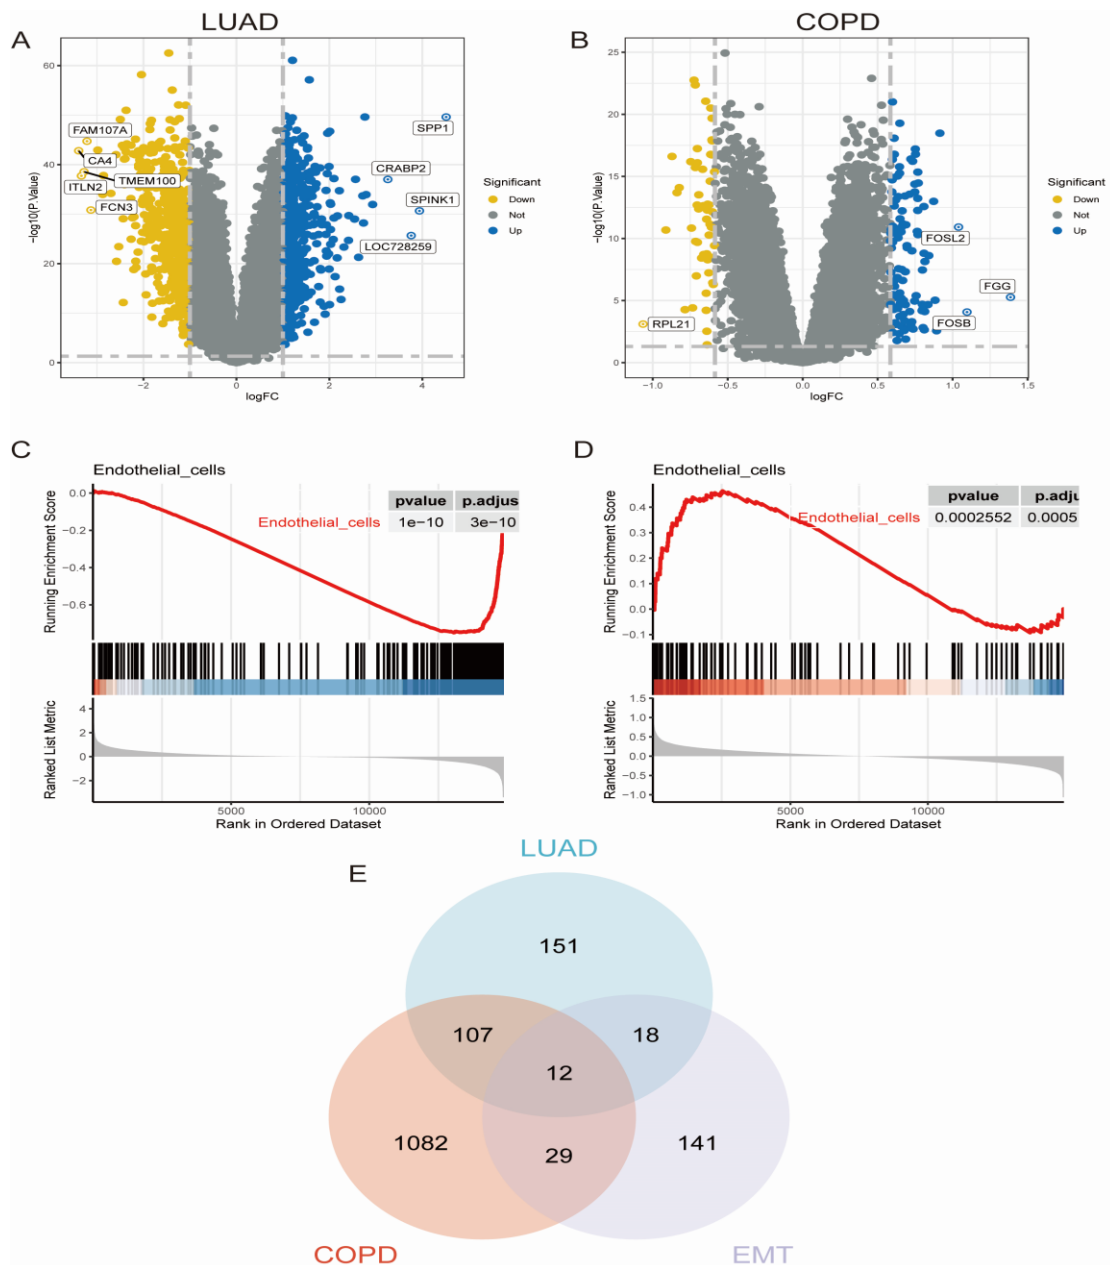 LUAD
COPD
A
B
−log10(P.Value)
60
40
20
0
FAM107A
CA4
TMEM100
ITLN2
FCN3
SPP1
CRABP2
SPINK1
LOC728259
−2
0
2
4
logFC
Significant
Down
Not
Up
−log10(P.Value)
25
20
15
10
5
0
FOSL2
FGG
FOSB
RPL21
−1.0
−0.5
0.0
0.5
1.0
1.5
logFC
Significant
Down
Not
Up
C
Endothelial_cells
Running Enrichment Score
0.0
−0.2
−0.4
−0.6
pvalue p.adjus
Endothelial_cells 1e−10 3e−10
Ranked List Metric
4
2
0
−2
5000 10000
Rank in Ordered Dataset
D
Endothelial_cells
Running Enrichment Score
0.4
0.3
0.2
0.1
0.0
−0.1
pvalue p.adju
Endothelial_cells 0.0002552 0.0005
Ranked List Metric
1.5
1.0
0.5
0.0
−0.5
−1.0
5000 10000
Rank in Ordered Dataset
E
LUAD
151
107
18
12
1082
29
141
COPD
EMT